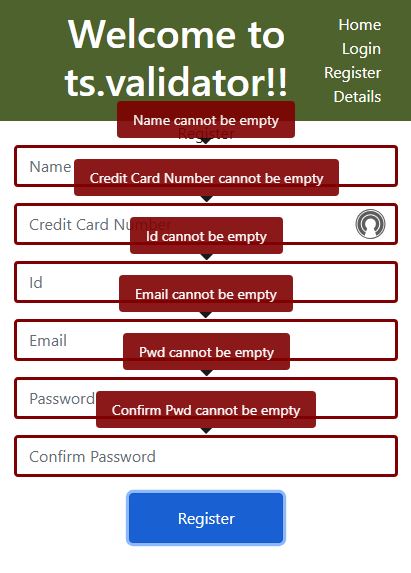 Welcome to
ts.validator!!
Home
Login
Register
Details
Name cannot be empty
Register
Name
Credit Card Number cannot be empty
Credit Card Number
Id cannot be empty
Id
Email cannot be empty
Email
Pwd cannot be empty
Password
Confirm Pwd cannot be empty
Confirm Password
Register